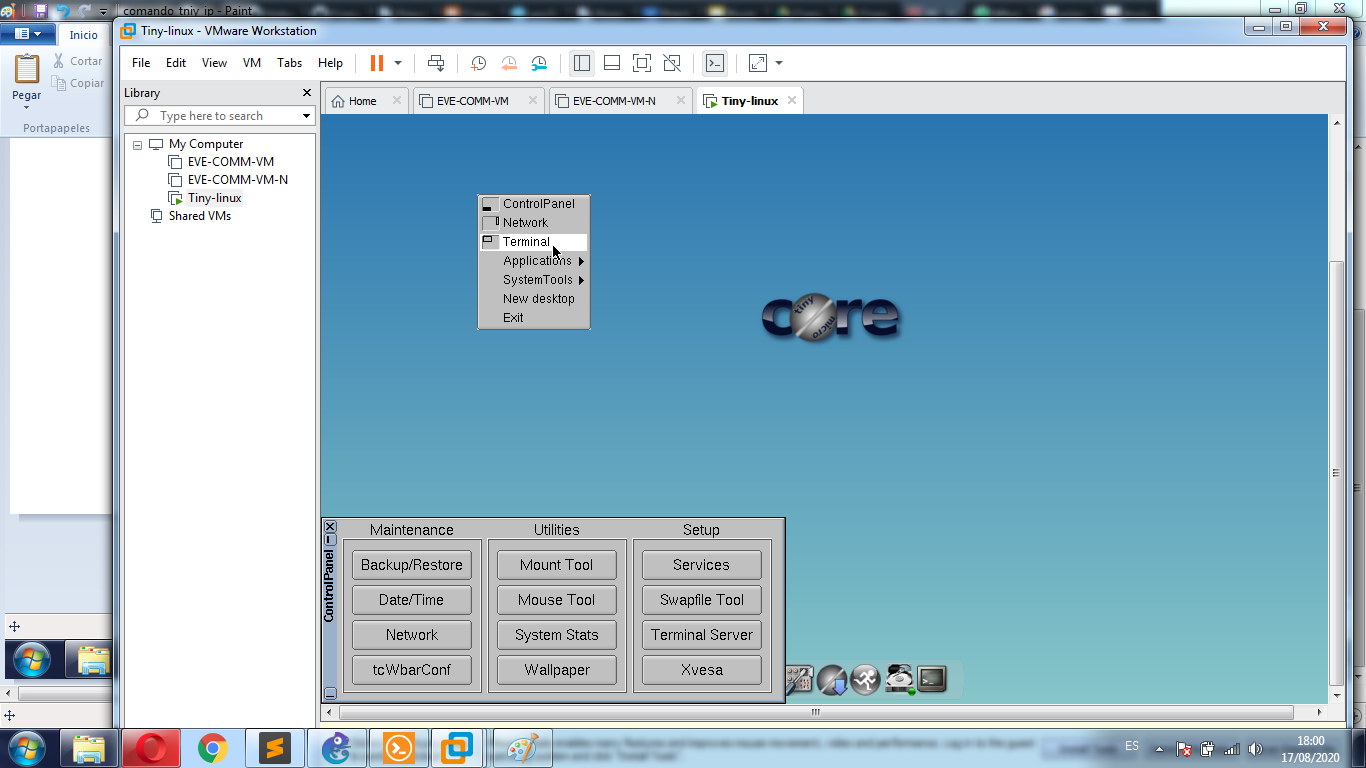 comando_tniv_ip - Paint
Inicio
Cortar
Copiar
Pegar
Portapapeles
Tiny-linux - VMware Workstation
File Edit View VM Tabs Help
Library
Type here to search
My Computer
EVE-COMM-VM
EVE-COMM-VM-N
Tiny-linux
Shared VMs
Home EVE-COMM-VM EVE-COMM-VM-N Tiny-linux
ControlPanel
Network
Terminal
Applications
SystemTools
New desktop
Exit
core
tiny
micro
ControlPanel
Maintenance Utilities Setup
Backup/Restore Mount Tool Services
Date/Time Mouse Tool Swapfile Tool
Network System Stats Terminal Server
tcWbarConf Wallpaper Xvesa
ES
18:00
17/08/2020